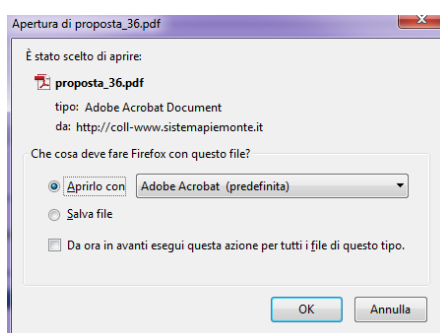 Apertura di proposta_36.pdf
È stato scelto di aprire:
proposta_36.pdf
tipo: Adobe Acrobat Document
da: http://coll-www.sistemapiemonte.it
Che cosa deve fare Firefox con questo file?
Aprirlo con Adobe Acrobat (predefinita)
Salva file
Da ora in avanti esegui questa azione per tutti i file di questo tipo.
OK Annulla